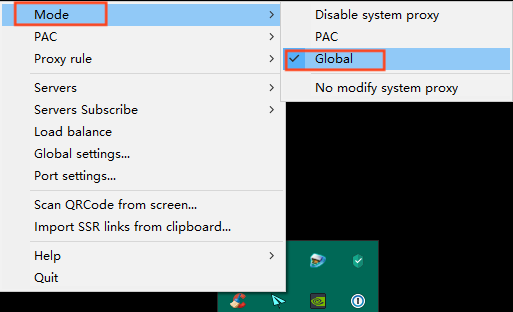 Mode
PAC
Proxy rule
Servers
Servers Subscribe
Load balance
Global settings...
Port settings...
Scan QRCode from screen...
Import SSR links from clipboard...
Help
Quit
Disable system proxy
PAC
Global
No modify system proxy